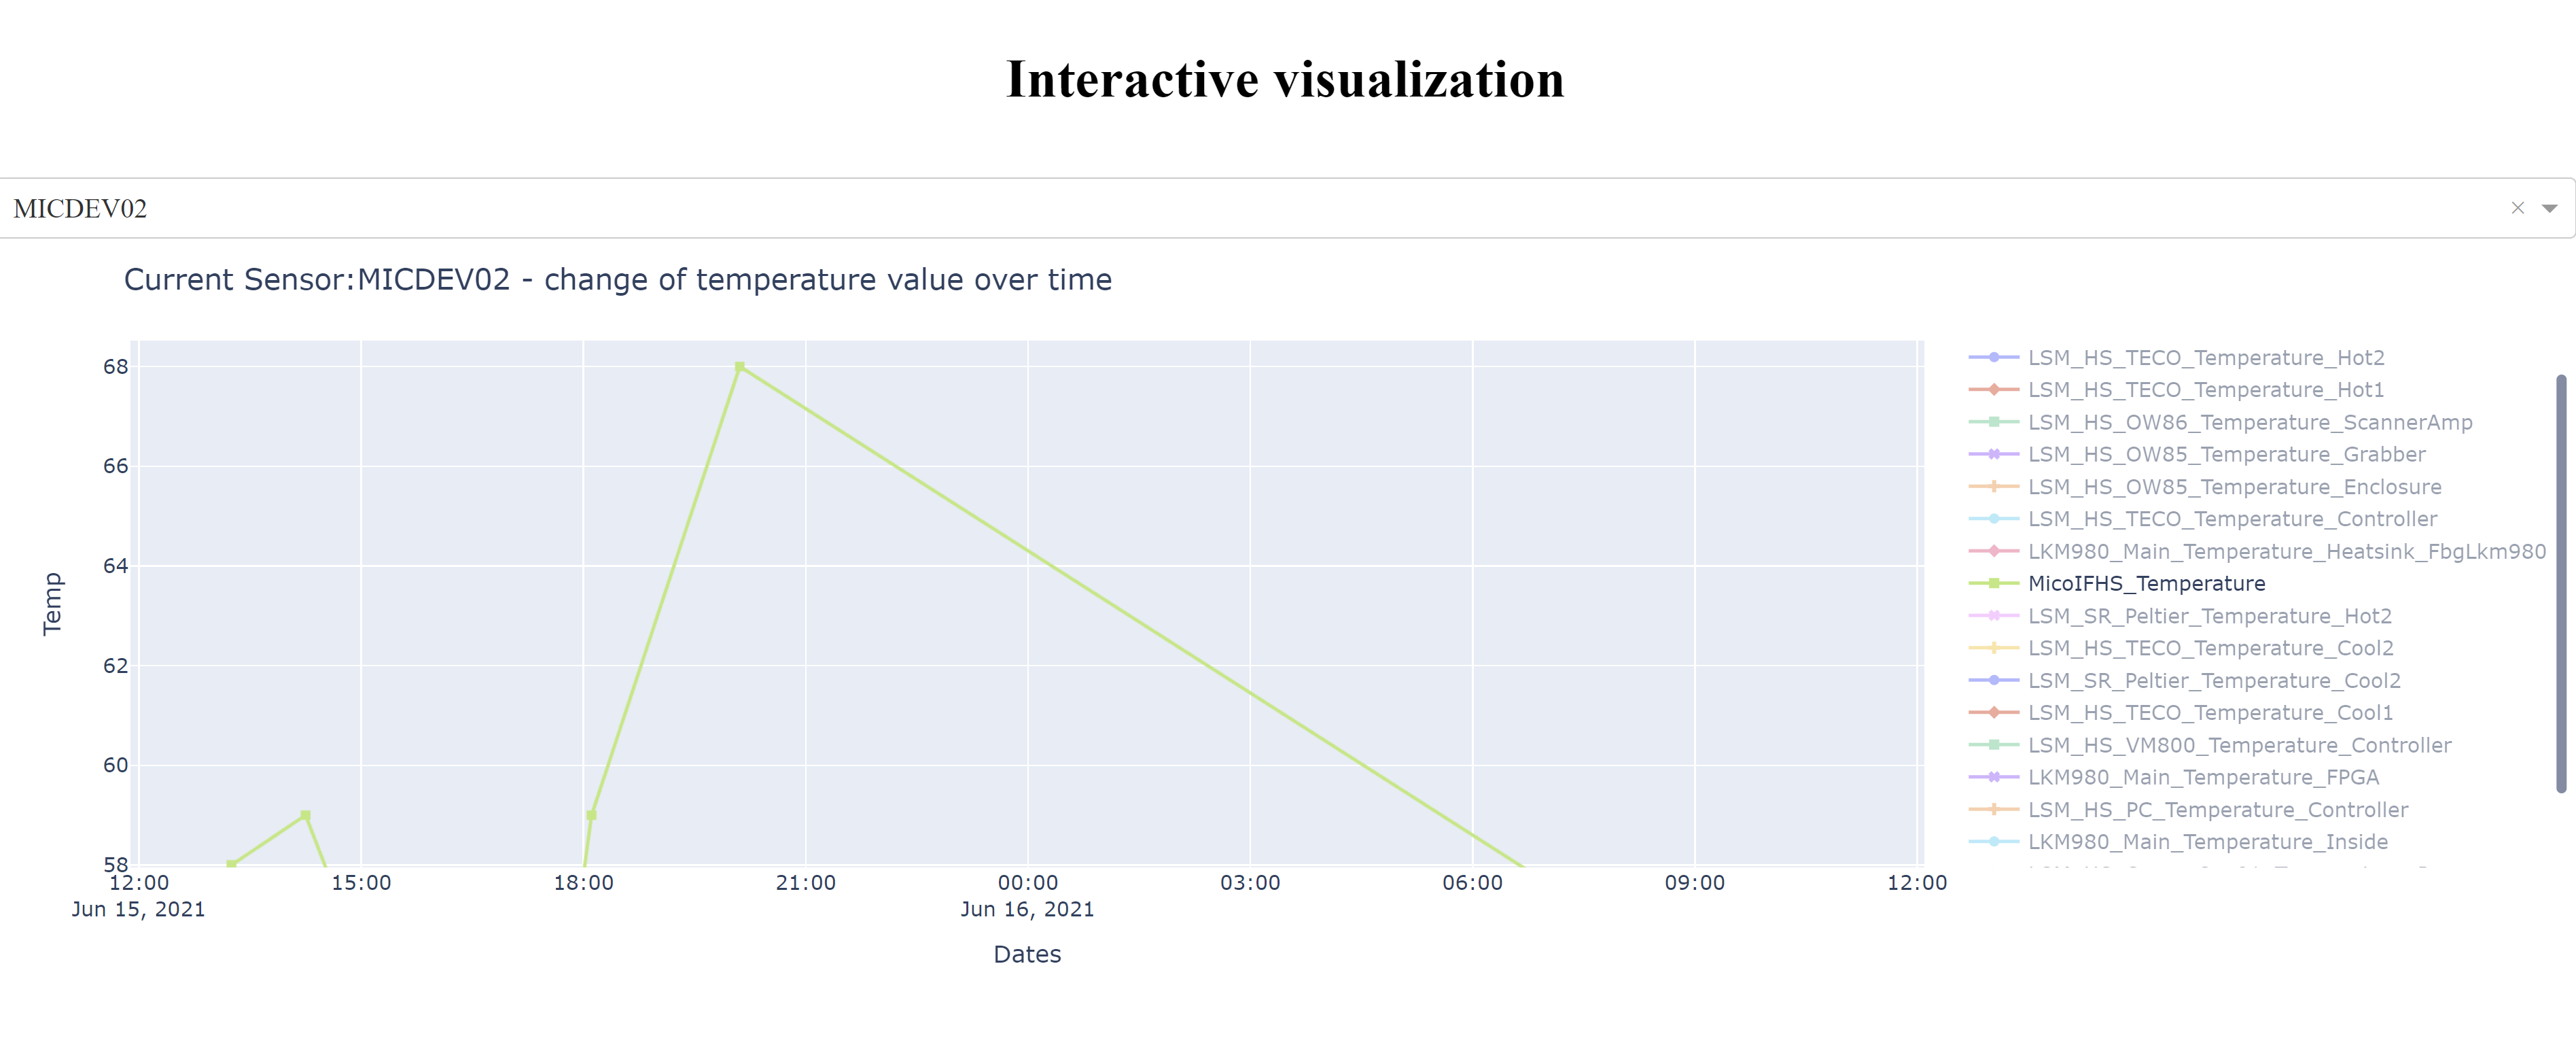 Interactive visualization
MICDEV02
Current Sensor:MICDEV02 - change of temperature value over time
68
66
64
62
60
58
Temp
12:00
Jun 15, 2021
15:00
18:00
21:00
00:00
Jun 16, 2021
03:00
06:00
09:00
12:00
Dates
LSM_HS_TECO_Temperature_Hot2
LSM_HS_TECO_Temperature_Hot1
LSM_HS_OW86_Temperature_ScannerAmp
LSM_HS_OW85_Temperature_Grabber
LSM_HS_OW85_Temperature_Enclosure
LSM_HS_TECO_Temperature_Controller
LKM980_Main_Temperature_Heatsink_FbgLkm980
MicoIFHS_Temperature
LSM_SR_Peltier_Temperature_Hot2
LSM_HS_TECO_Temperature_Cool2
LSM_SR_Peltier_Temperature_Cool2
LSM_HS_TECO_Temperature_Cool1
LSM_HS_VM800_Temperature_Controller
LKM980_Main_Temperature_FPGA
LSM_HS_PC_Temperature_Controller
LKM980_Main_Temperature_Inside